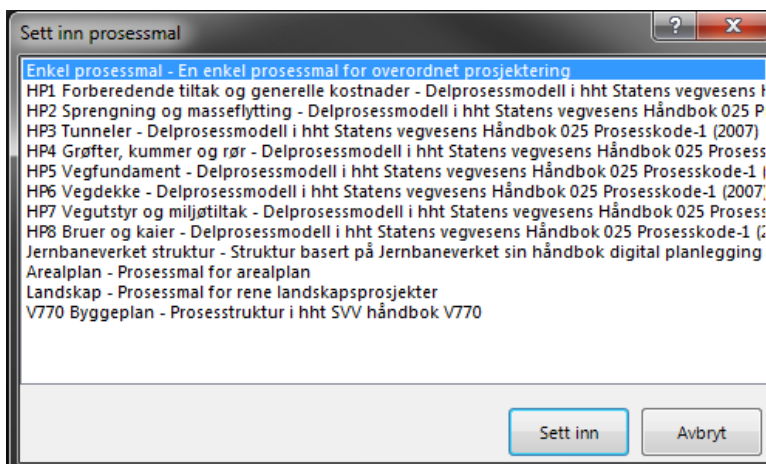 Sett inn prosessmal
? X
Enkel prosessmal - En enkel prosessmal for overordnet prosjektering
HP1 Forberedende tiltak og generelle kostnader - Delprosessmodell i hht Statens vegvesens
HP2 Sprengning og masseflytting - Delprosessmodell i hht Statens vegvesens Håndbok 025 P
HP3 Tunneler - Delprosessmodell i hht Statens vegvesens Håndbok 025 Prosesskode-1 (2007)
HP4 Grøfter, kummer og rør - Delprosessmodell i hht Statens vegvesens Håndbok 025 Prosess
HP5 Vegfundament - Delprosessmodell i hht Statens vegvesens Håndbok 025 Prosesskode-1 (
HP6 Vegdekke - Delprosessmodell i hht Statens vegvesens Håndbok 025 Prosesskode-1 (2007)
HP7 Vegutstyr og miljøtiltak - Delprosessmodell i hht Statens vegvesens Håndbok 025 Prosess
HP8 Bruer og kaier - Delprosessmodell i hht Statens vegvesens Håndbok 025 Prosesskode-1 (2
Jernbaneverket struktur - Struktur basert på Jernbaneverket sin håndbok digital planlegging
Arealplan - Prosessmal for arealplan
Landskap - Prosessmal for rene landskapsprosjekter
V770 Byggeplan - Prosesstruktur i hht SVV håndbok V770
Sett inn
Avbryt